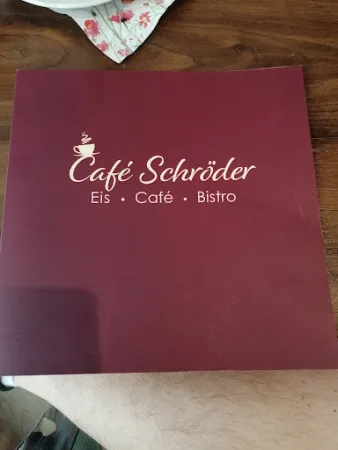 Café Schröder
Eis • Café • Bistro